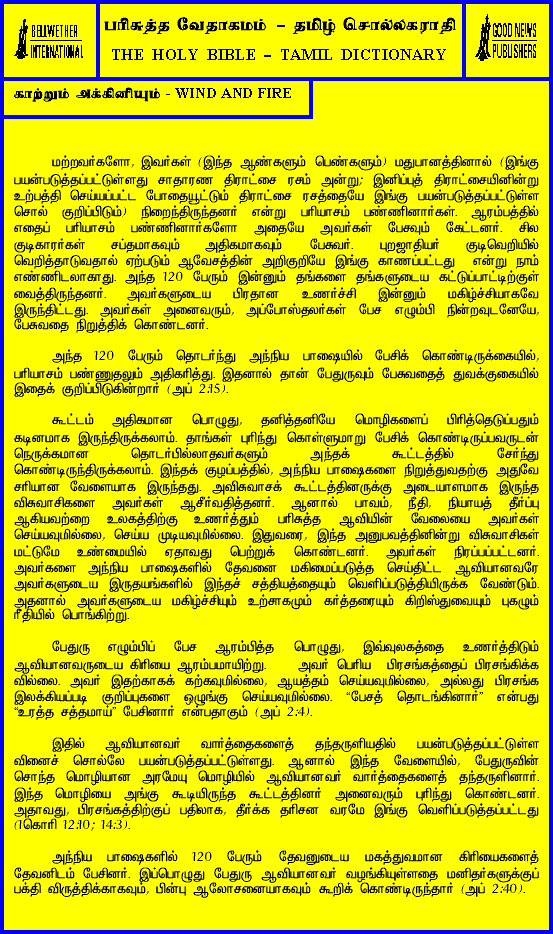 BELLWETHER
INTERNATIONAL
பரிசுத்த வேதாகமம் – தமிழ் சொல்லகராதி
THE HOLY BIBLE – TAMIL DICTIONARY
GOOD NEWS
PUBLISHERS
காற்றும் அக்கினியும் - WIND AND FIRE
மற்றவர்களோ, இவர்கள் (இந்த ஆண்களும் பெண்களும்) மதுபானத்தினால் (இங்கு
பயன்படுத்தப்பட்டுள்ளது சாதாரண திராட்சை ரசம் அன்று; இனிப்புத் திராட்சையினின்று
உற்பத்தி செய்யப்பட்ட போதையூட்டும் திராட்சை ரசத்தையே இங்கு பயன்படுத்தப்பட்டுள்ள
சொல் குறிப்பிடும்) நிறைந்திருந்தனர் என்று பரியாசம் பண்ணினார்கள். ஆரம்பத்தில்
எதைப் பரியாசம் பண்ணினார்களோ அதையே அவர்கள் பேசவும் கேட்டனர். சில
குடிகாரர்கள் சப்தமாகவும் அதிகமாகவும் பேசுவர். புறஜாதியர் குடிவெறியில்
வெறித்தாடுவதால் ஏற்படும் ஆவேசத்தின் அறிகுறியே இங்கு காணப்பட்டது என்று நாம்
எண்ணிடலாகாது. அந்த 120 பேரும் இன்னும் தங்களை தங்களுடைய கட்டுப்பாட்டிற்குள்
வைத்திருந்தனர். அவர்களுடைய பிரதான உணர்ச்சி இன்னும் மகிழ்ச்சியாகவே
இருந்திட்டது. அவர்கள் அனைவரும், அப்போஸ்தலர்கள் பேச எழும்பி நின்றவுடனேயே,
பேசுவதை நிறுத்திக் கொண்டனர்.
அந்த 120 பேரும் தொடர்ந்து அந்நிய பாஷையில் பேசிக் கொண்டிருக்கையில்,
பரியாசம் பண்ணுதலும் அதிகரித்து. இதனால் தான் பேதுருவும் பேசுவதைத் துவக்குகையில்
இதைக் குறிப்பிடுகின்றார் (அப் 2:15).
கூட்டம் அதிகமான பொழுது, தனித்தனியே மொழிகளைப் பிரித்தெடுப்பதும்
கடினமாக இருந்திருக்கலாம். தாங்கள் புரிந்து கொள்ளுமாறு பேசிக் கொண்டிருப்பவருடன்
நெருக்கமான தொடர்பில்லாதவர்களும் அந்தக் கூட்டத்தில் சேர்ந்து
கொண்டிருந்திருக்கலாம். இந்தக் குழப்பத்தில், அந்நிய பாஷைகளை நிறுத்துவதற்கு அதுவே
சரியான வேளையாக இருந்தது. அவிசுவாசக் கூட்டத்தினருக்கு அடையாளமாக இருந்த
விசுவாசிகளை அவர்கள் ஆசீர்வதித்தனர். ஆனால் பாவம், நீதி, நியாயத் தீர்ப்பு
ஆகியவற்றை உலகத்திற்கு உணர்த்தும் பரிசுத்த ஆவியின் வேலையை அவர்கள்
செய்யவுமில்லை, செய்ய முடியவுமில்லை. இதுவரை, இந்த அனுபவத்தினின்று விசுவாசிகள்
மட்டுமே உண்மையில் ஏதாவது பெற்றுக் கொண்டனர். அவர்கள் நிரப்பப்பட்டனர்.
அவர்களை அந்நிய பாஷைகளில் தேவனை மகிமைப்படுத்த செய்திட்ட ஆவியானவரே
அவர்களுடைய இருதயங்களில் இந்தச் சத்தியத்தையும் வெளிப்படுத்தியிருக்க வேண்டும்.
அதனால் அவர்களுடைய மகிழ்ச்சியும் உற்சாகமும் கர்த்தரையும் கிறிஸ்துவையும் புகழும்
ரீதியில் பொங்கிற்று.
பேதுரு எழும்பிப் பேச ஆரம்பித்த பொழுது, இவ்வுலகத்தை உணர்த்திடும்
ஆவியானவருடைய கிரியை ஆரம்பமாயிற்று. அவர் பெரிய பிரசங்கத்தைப் பிரசங்கிக்க
வில்லை. அவர் இதற்காகக் கற்கவுமில்லை, ஆயத்தம் செய்யவுமில்லை, அல்லது பிரசங்க
இலக்கியப்படி குறிப்புகளை ஒழுங்கு செய்யவுமில்லை. “பேசத் தொடங்கினார்” என்பது
“உரத்த சத்தமாய்” பேசினார் என்பதாகும் (அப் 2:4).
இதில் ஆவியானவர் வார்த்தைகளைத் தந்தருளியதில் பயன்படுத்தப்பட்டுள்ள
வினைச் சொல்லே பயன்படுத்தப்பட்டுள்ளது. ஆனால் இந்த வேளையில், பேதுருவின்
சொந்த மொழியான அரமேயு மொழியில் ஆவியானவர் வார்த்தைகளைத் தந்தருளினார்.
இந்த மொழியை அங்கு கூடியிருந்த கூட்டத்தினர் அனைவரும் புரிந்து கொண்டனர்.
அதாவது, பிரசங்கத்திற்குப் பதிலாக, தீர்க்க தரிசன வரமே இங்கு வெளிப்படுத்தப்பட்டது
(1கொரி 12:10; 14:3).
அந்நிய பாஷைகளில் 120 பேரும் தேவனுடைய மகத்துவமான கிரியைகளைத்
தேவனிடம் பேசினர். இப்பொழுது பேதுரு ஆவியானவர் வழங்கியுள்ளதை மனிதர்களுக்குப்
பக்தி விருத்திக்காகவும், பின்பு ஆலோசனையாகவும் கூறிக் கொண்டிருந்தார் (அப் 2:40).